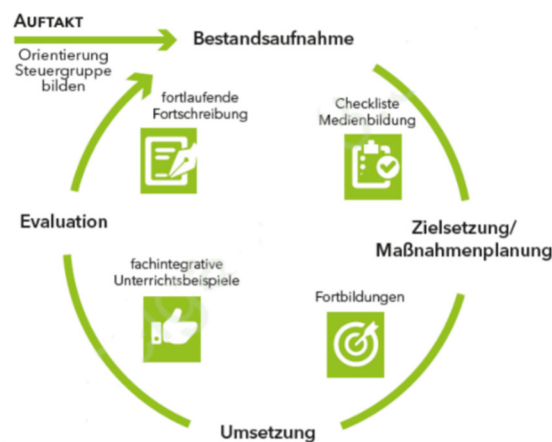 AUFTAKT
Orientierung
Steuergruppe
bilden
Bestandsaufnahme
fortlaufende
Fortschreibung
Checkliste
Medienbildung
Evaluation
Zielsetzung/
Maßnahmenplanung
fachintegrative
Unterrichtsbeispiele
Fortbildungen
Umsetzung